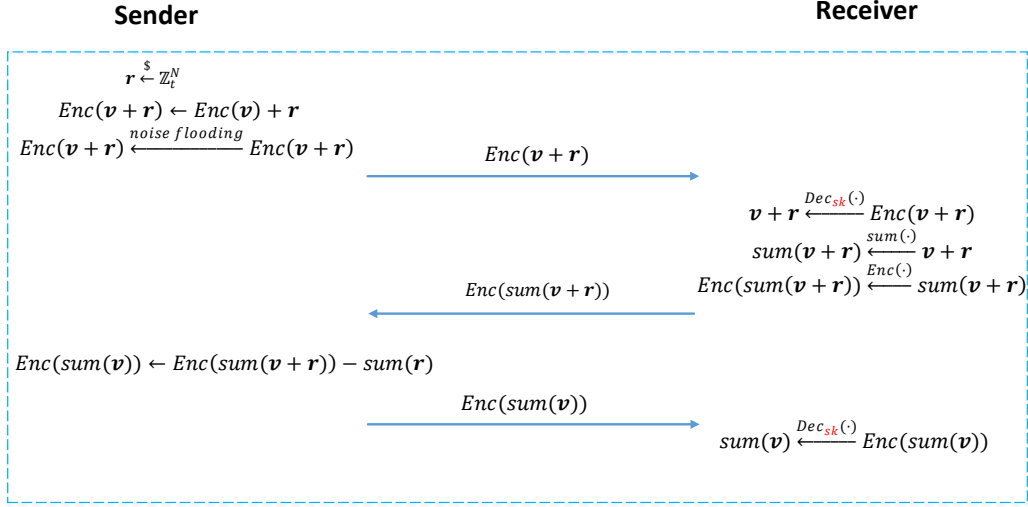 Sender
Receiver
r ←$ ℤ_t^N
Enc(v + r) ← Enc(v) + r
Enc(v + r) ←noise flooding Enc(v + r)
Enc(v + r)
v + r ←Dec_sk(·) Enc(v + r)
sum(v + r) ←sum(·) v + r
Enc(sum(v + r)) ←Enc(·) sum(v + r)
Enc(sum(v + r))
Enc(sum(v)) ← Enc(sum(v + r)) − sum(r)
Enc(sum(v))
sum(v) ←Dec_sk(·) Enc(sum(v))